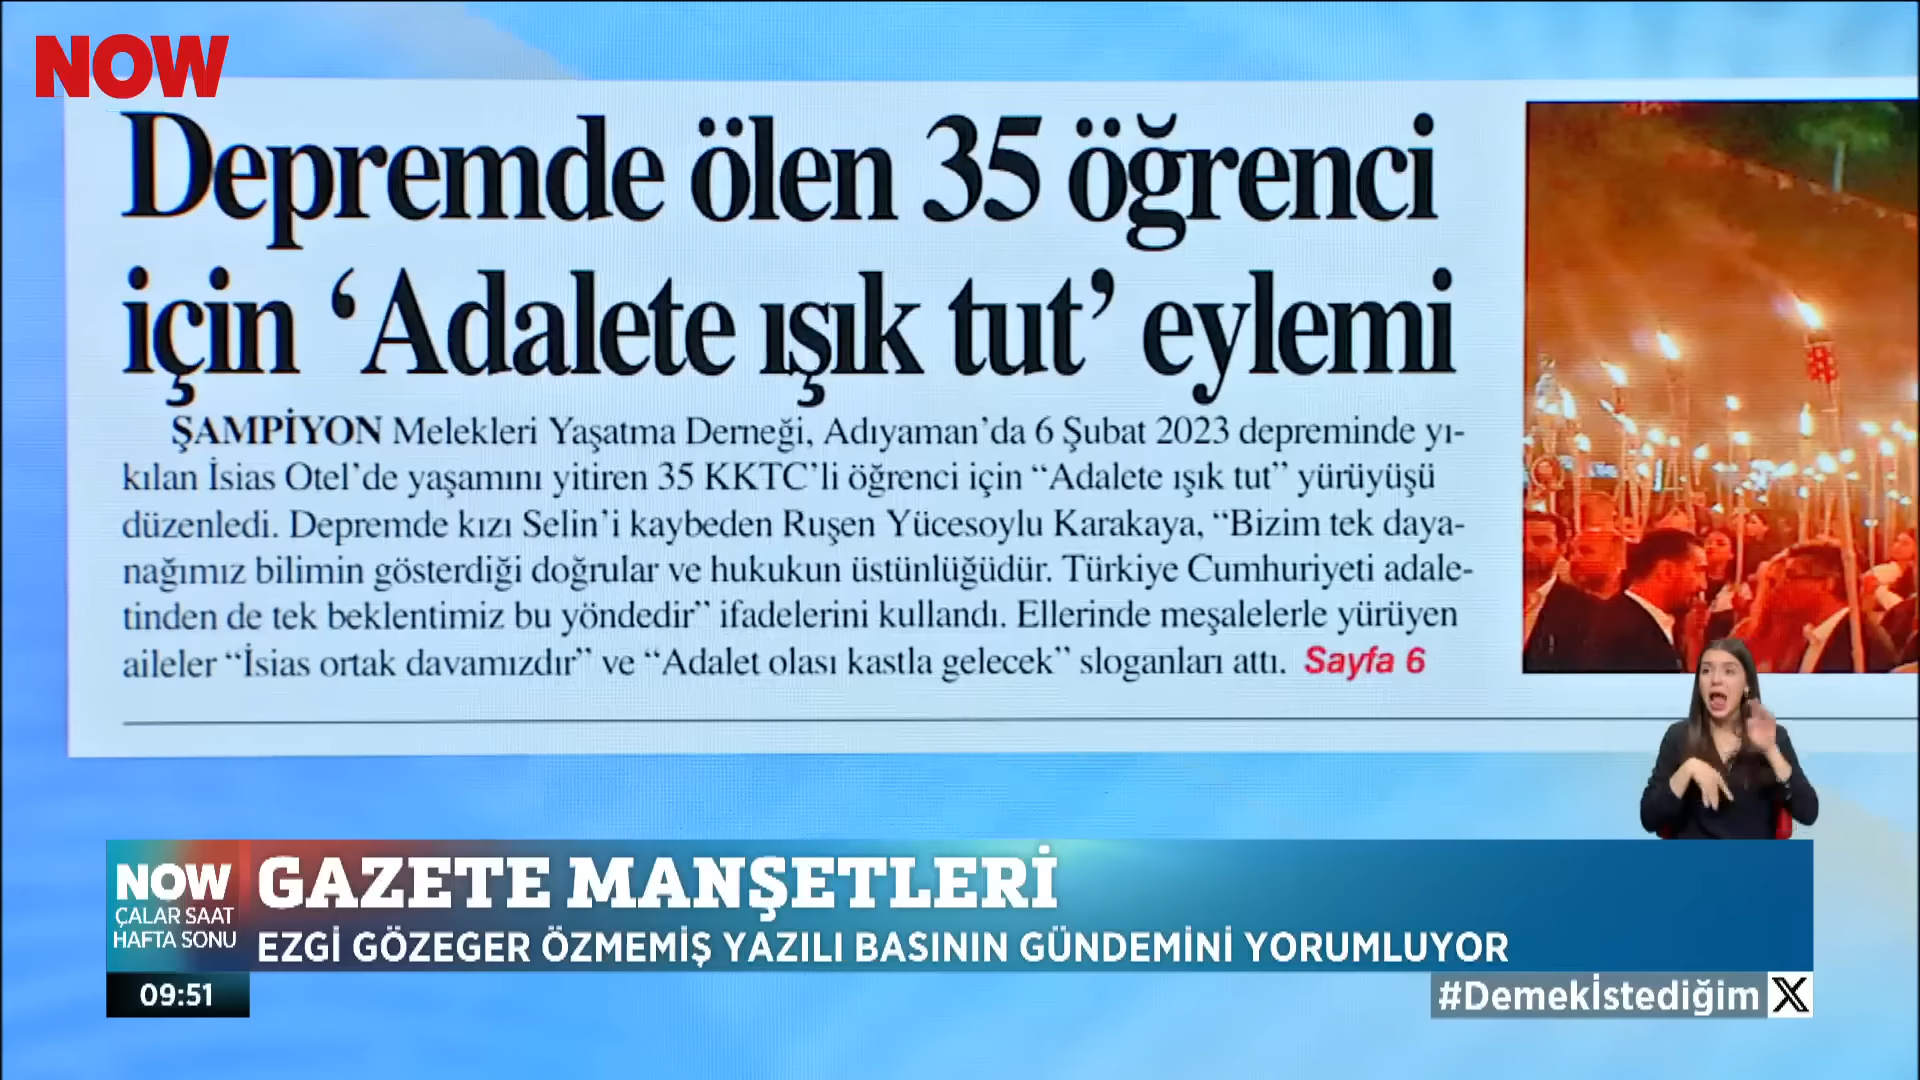 NOW
Depremde ölen 35 öğrenci
için ‘Adalete ışık tut’ eylemi
ŞAMPİYON Melekleri Yaşatma Derneği, Adıyaman’da 6 Şubat 2023 depreminde yı-
kılan İsias Otel’de yaşamını yitiren 35 KKTC’li öğrenci için “Adalete ışık tut” yürüyüşü
düzenledi. Depremde kızı Selin’i kaybeden Ruşen Yücesoylu Karakaya, “Bizim tek daya-
nağımız bilimin gösterdiği doğrular ve hukukun üstünlüğüdür. Türkiye Cumhuriyeti adale-
tinden de tek beklentimiz bu yöndedir” ifadelerini kullandı. Ellerinde meşalelerle yürüyen
aileler “İsias ortak davamızdır” ve “Adalet olası kastla gelecek” sloganları attı. Sayfa 6
NOW
ÇALAR SAAT
HAFTA SONU
GAZETE MANŞETLERİ
EZGİ GÖZEGER ÖZMEMİŞ YAZILI BASININ GÜNDEMİNİ YORUMLUYOR
09:51
#Demekİstediğim X